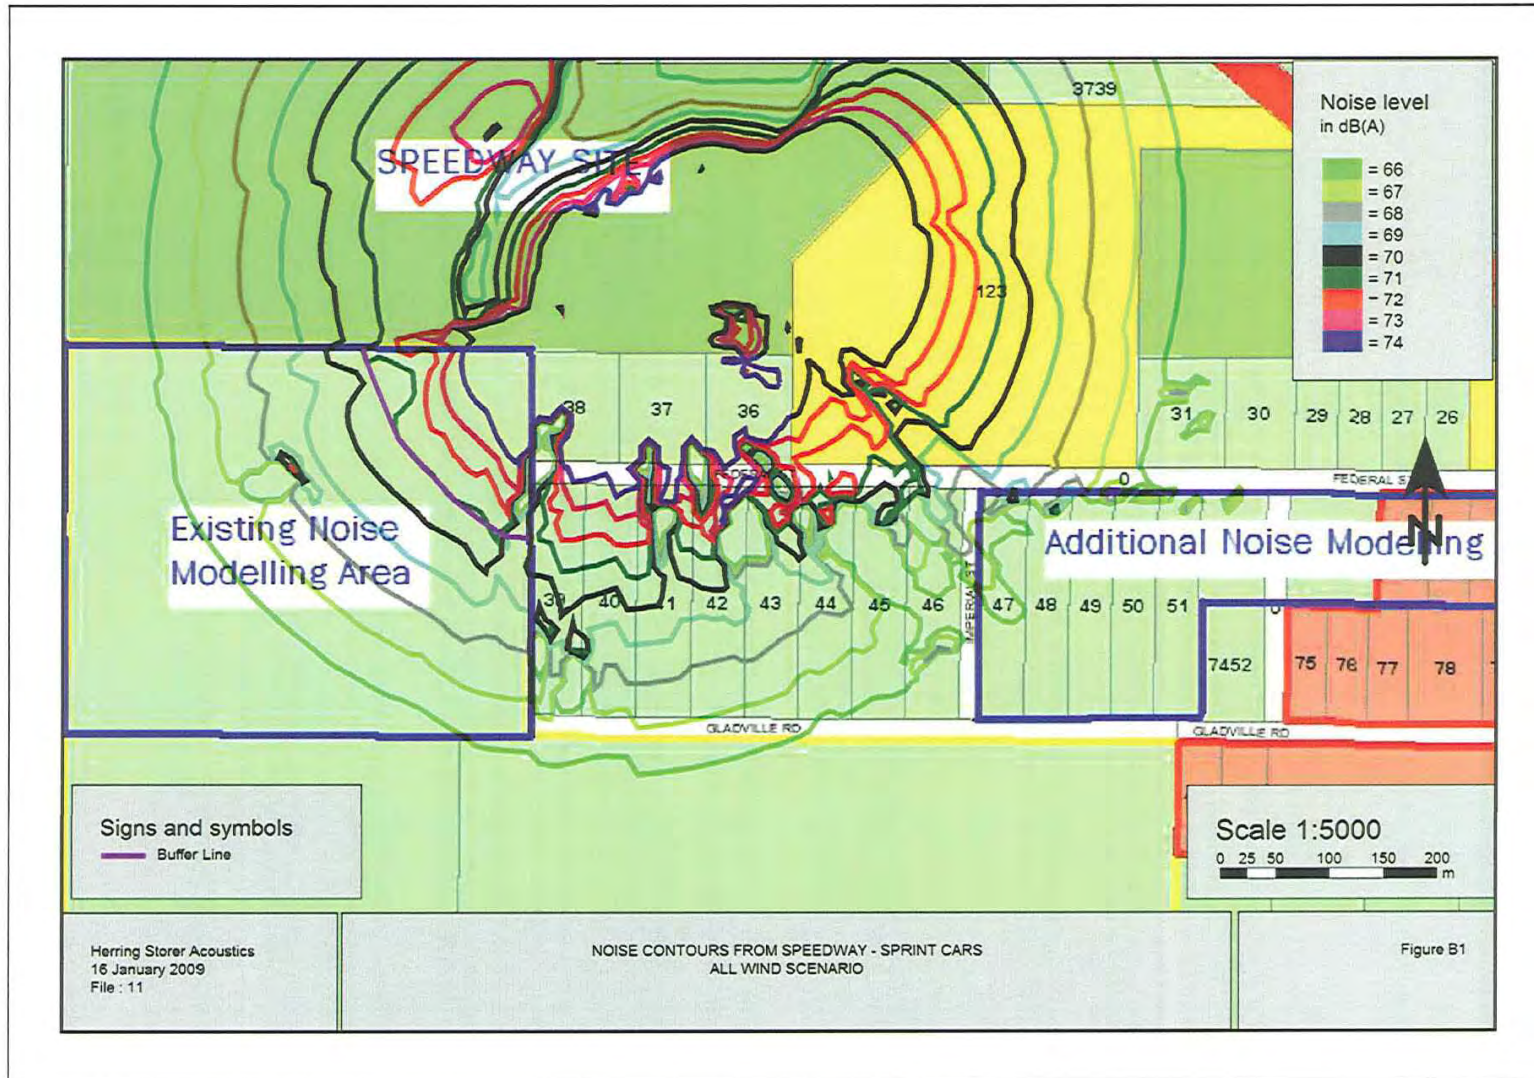 3739
SPEEDWAY SITE
Noise level
in dB(A)
= 66
= 67
= 68
= 69
= 70
= 71
- 72
= 73
= 74
123
38
37
36
31
30
29
28
27
26
0
FEDERAL
N
Existing Noise
Modelling Area
Additional Noise Modelling
39
40
42
43
44
45
46
IMPERIAL ST
47
48
49
50
51
7452
75
76
77
78
GLADVILLE RD
GLADVILLE RD
Signs and symbols
Buffer Line
Scale 1:5000
0 25 50 100 150 200
m
Herring Storer Acoustics
16 January 2009
File : 11
NOISE CONTOURS FROM SPEEDWAY - SPRINT CARS
ALL WIND SCENARIO
Figure B1